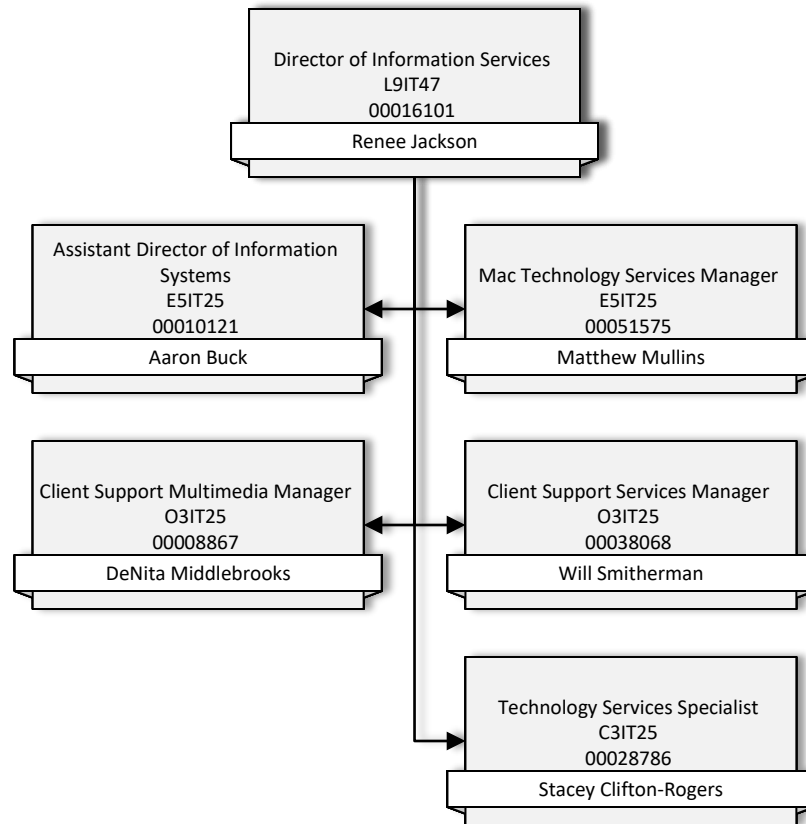 Director of Information Services
L9IT47
00016101
Renee Jackson
Assistant Director of Information
Systems
E5IT25
00010121
Aaron Buck
Mac Technology Services Manager
E5IT25
00051575
Matthew Mullins
Client Support Multimedia Manager
O3IT25
00008867
DeNita Middlebrooks
Client Support Services Manager
O3IT25
00038068
Will Smitherman
Technology Services Specialist
C3IT25
00028786
Stacey Clifton-Rogers